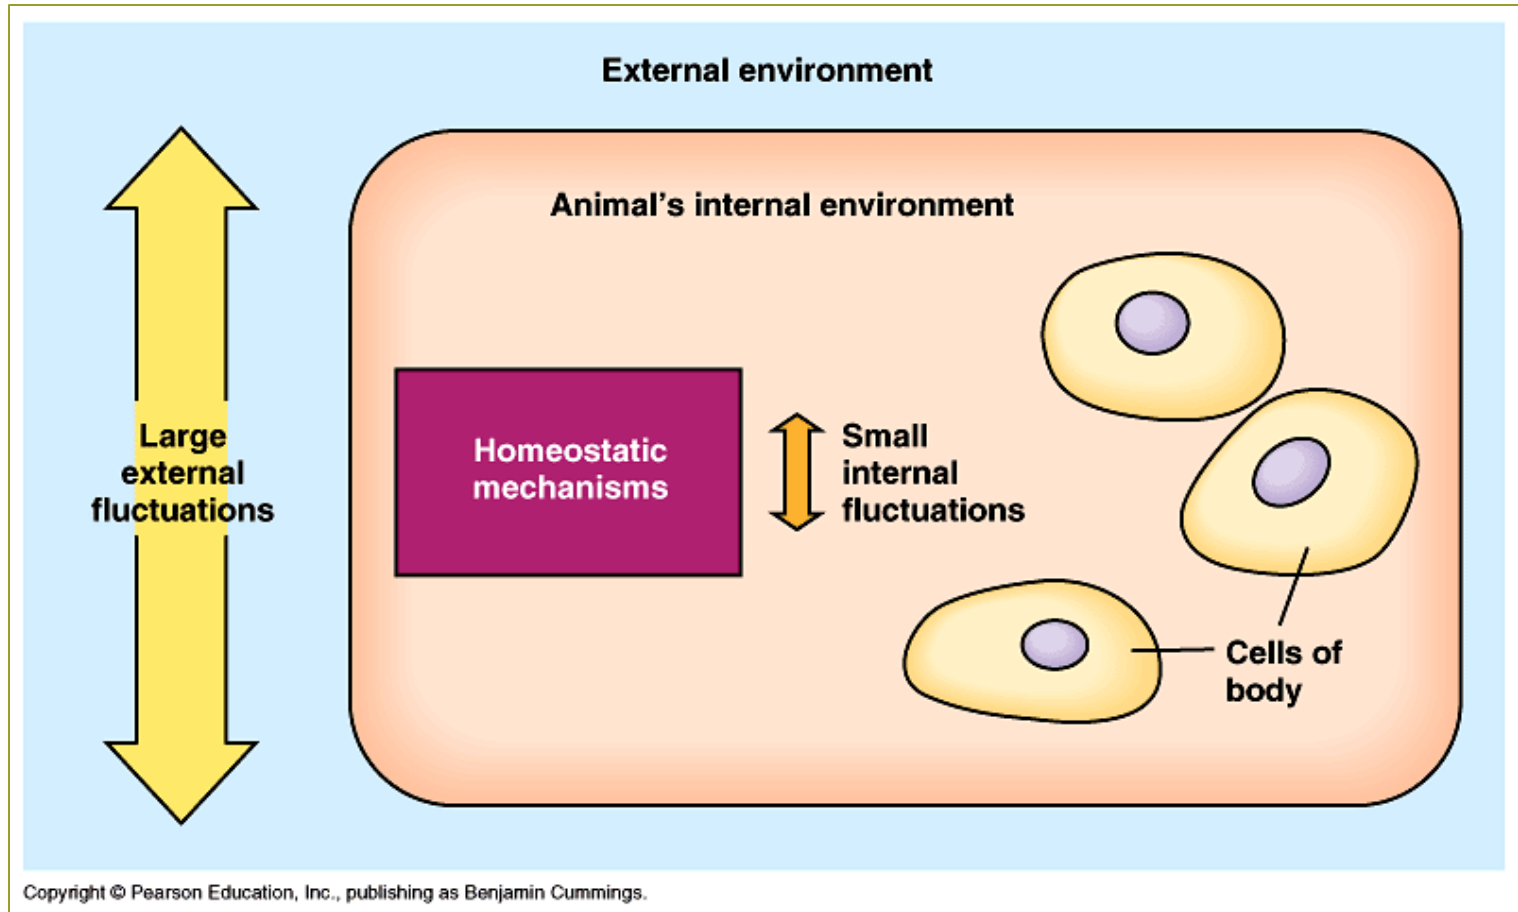 External environment
Animal's internal environment
Large
external
fluctuations
Homeostatic
mechanisms
Small
internal
fluctuations
Cells of
body
Copyright © Pearson Education, Inc., publishing as Benjamin Cummings.